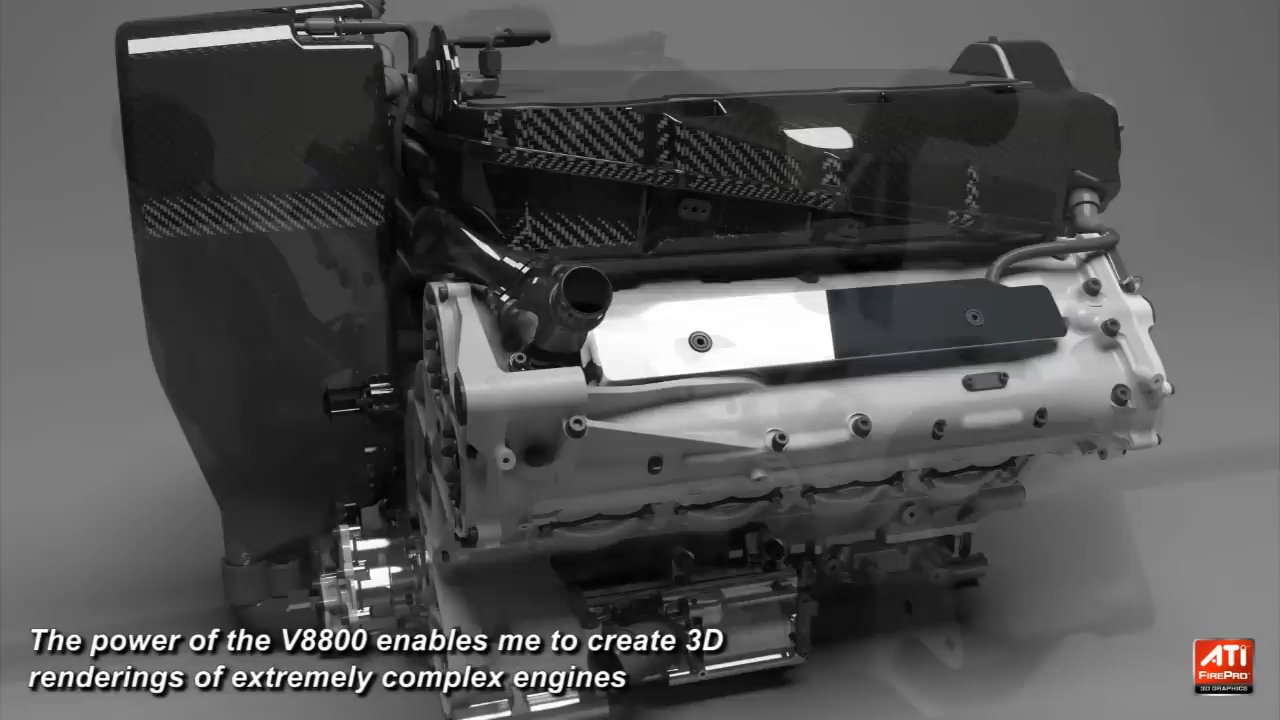 The power of the V8800 enables me to create 3D
renderings of extremely complex engines
ATI
FIREPRO
3D GRAPHICS